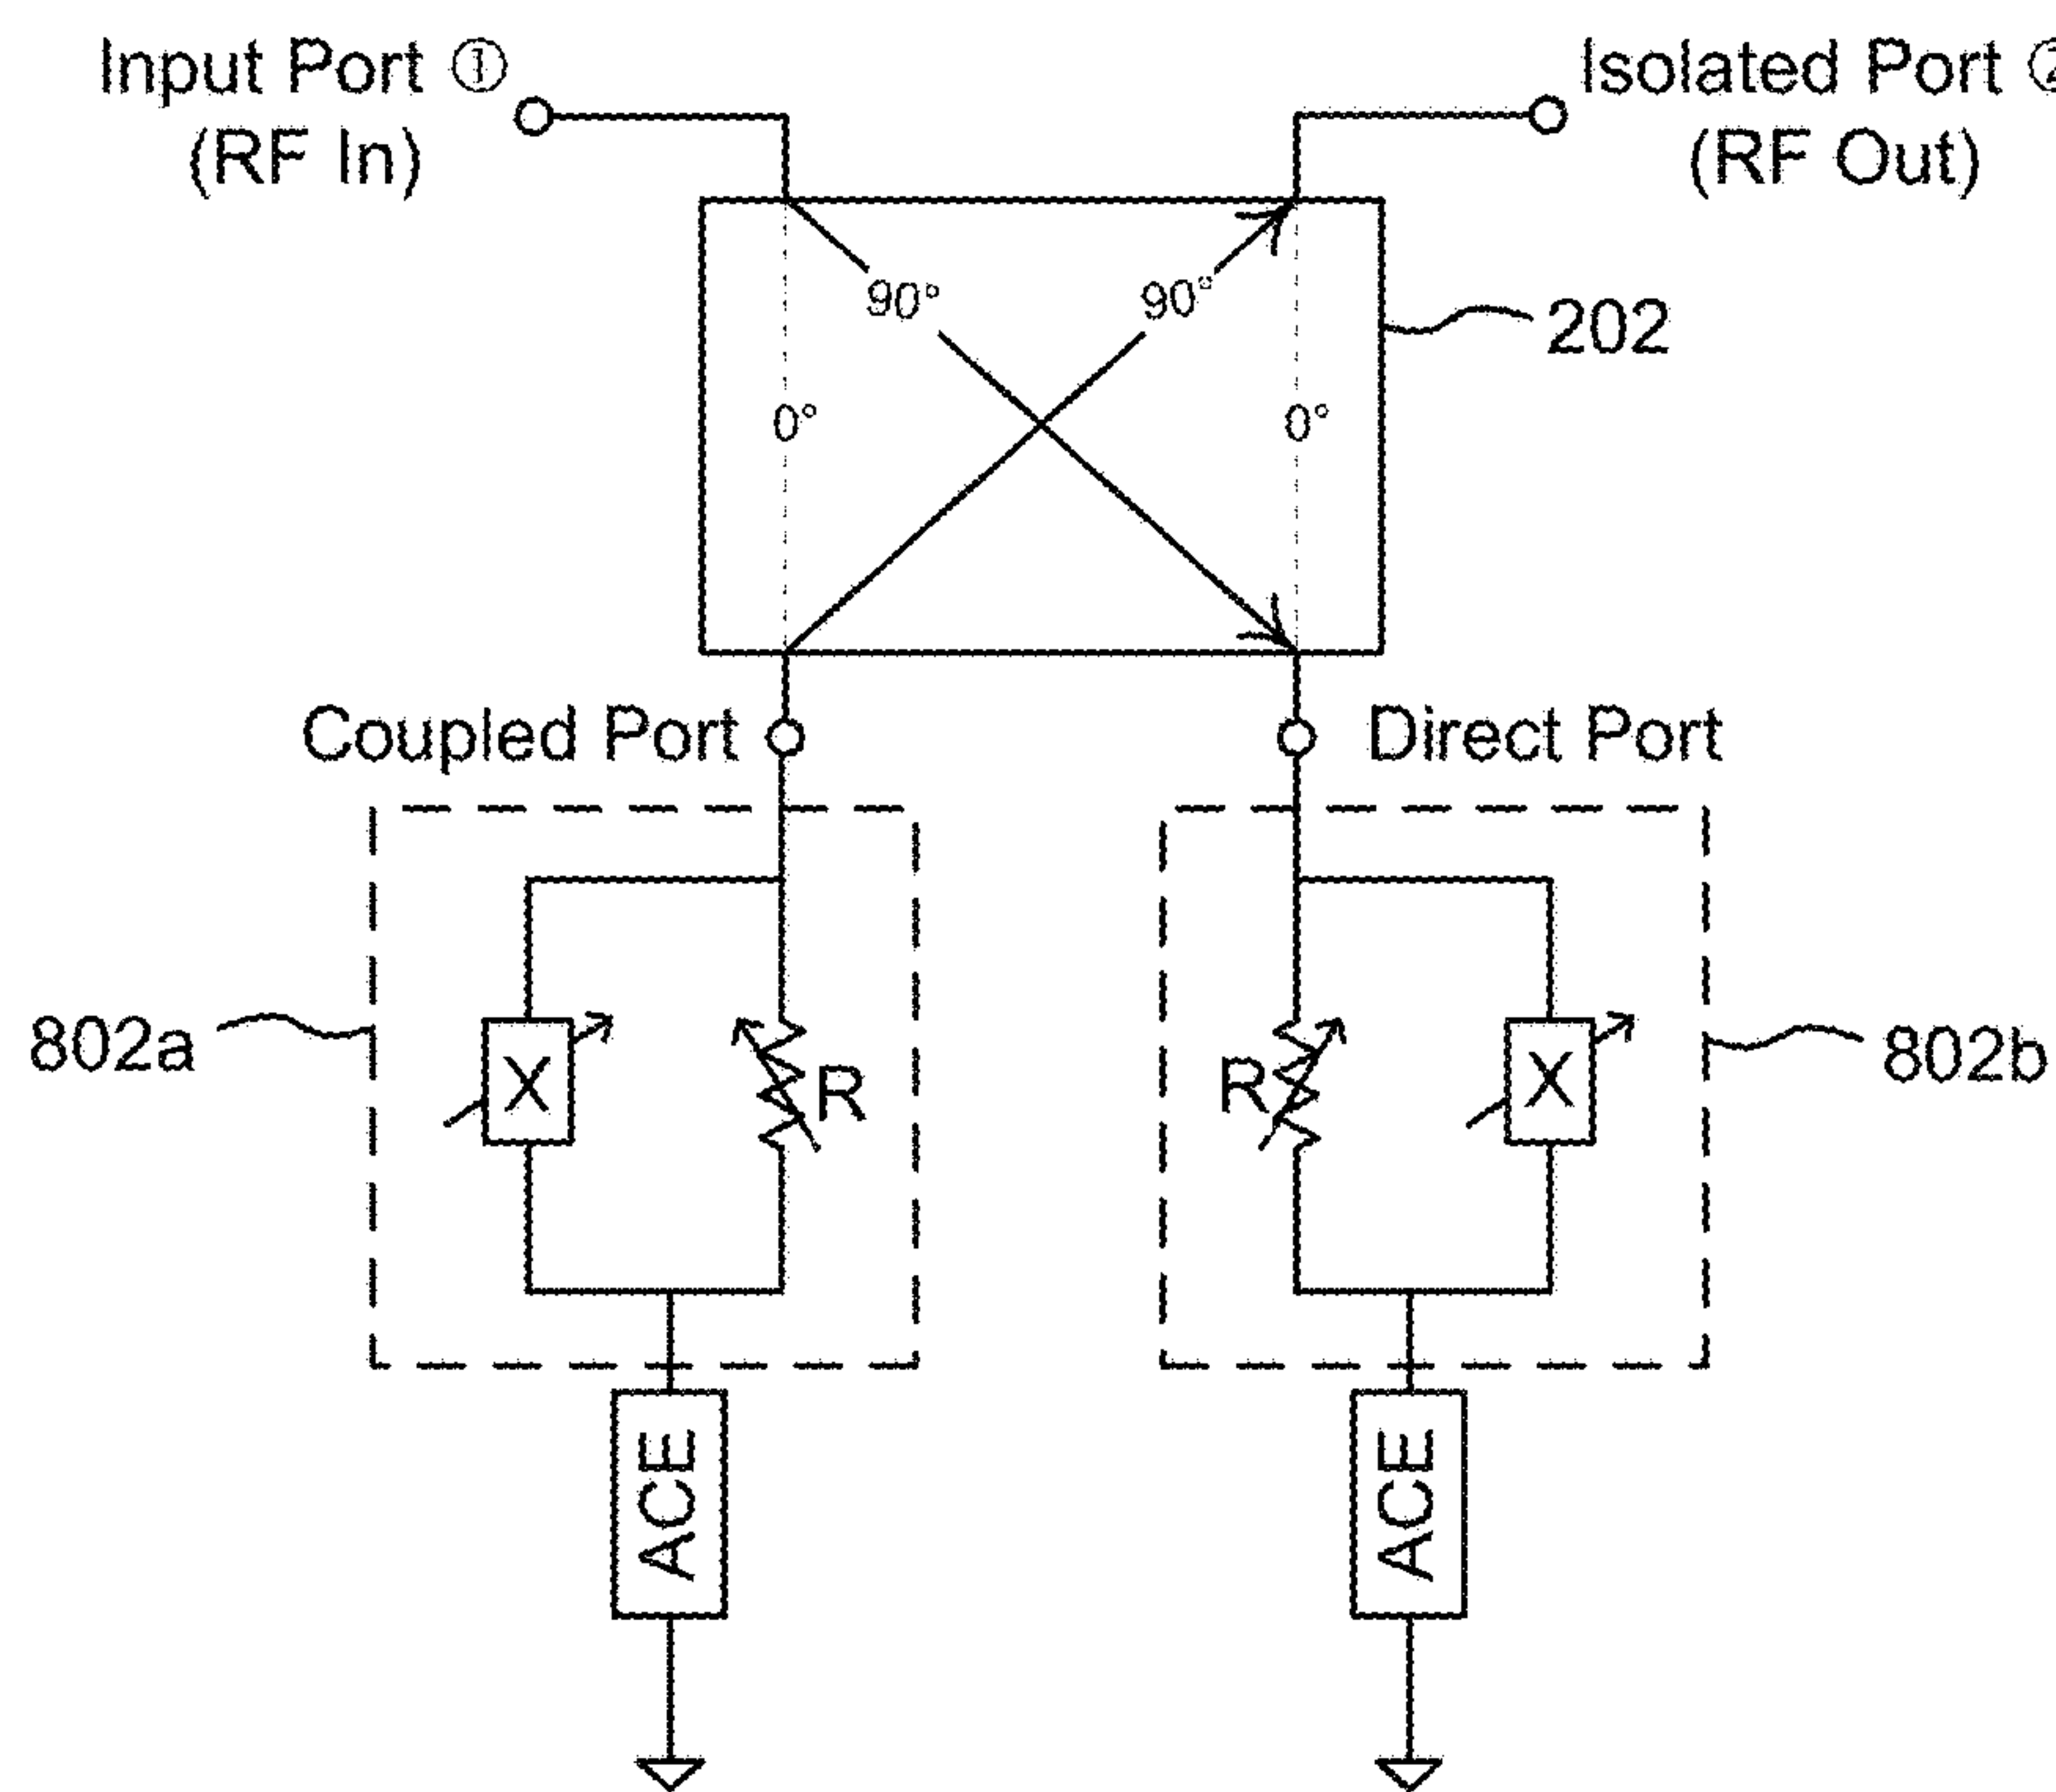 Input Port ①
(RF In)
Isolated Port
(RF Out)
90°
90°
202
0°
0°
Coupled Port
Direct Port
802a
X
R
R
X
802b
ACE
ACE